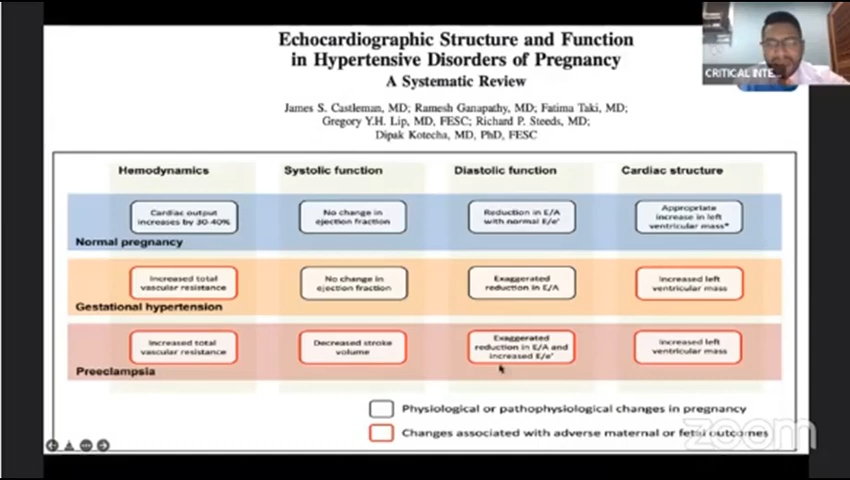 Echocardiographic Structure and Function
in Hypertensive Disorders of Pregnancy
A Systematic Review
James S. Castleman, MD; Ramesh Ganapathy, MD; Fatima Taki, MD;
Gregory Y.H. Lip, MD, FESC; Richard P. Steeds, MD;
Dipak Kotecha, MD, PhD, FESC
CRITICAL INTE...
Hemodynamics
Systolic function
Diastolic function
Cardiac structure
Cardiac output
increases by 30-40%
No change in
ejection fraction
Reduction in E/A
with normal E/e'
Appropriate
increase in left
ventricular mass*
Normal pregnancy
Increased total
vascular resistance
No change in
ejection fraction
Exaggerated
reduction in E/A
Increased left
ventricular mass
Gestational hypertension
Increased total
vascular resistance
Decreased stroke
volume
Exaggerated
reduction in E/A and
increased E/e'
Increased left
ventricular mass
Preeclampsia
Physiological or pathophysiological changes in pregnancy
Changes associated with adverse maternal or fetal outcomes
zoom